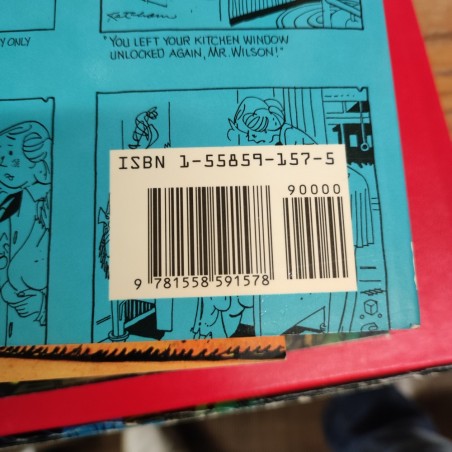 Ketcham
Y ONLY
"YOU LEFT YOUR KITCHEN WINDOW
UNLOCKED AGAIN, MR. WILSON!"
ISBN 1-55859-157-5
90000
9 781558 591578